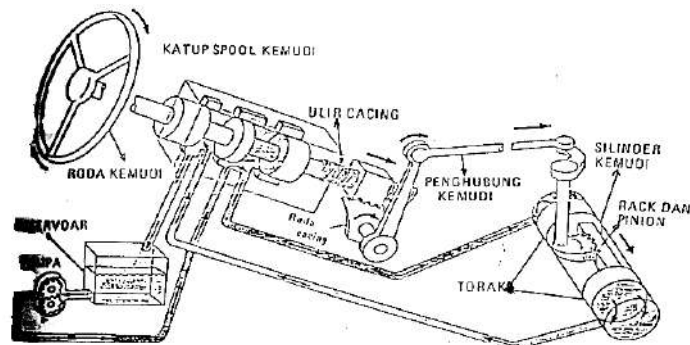 KATUP SPOOL KEMUDI
ULIR CACING
SILINDER
KEMUDI
RODA KEMUDI
PENGHUBUNG
KEMUDI
RACK DAN
PINION
Roda
cacing
TORAK